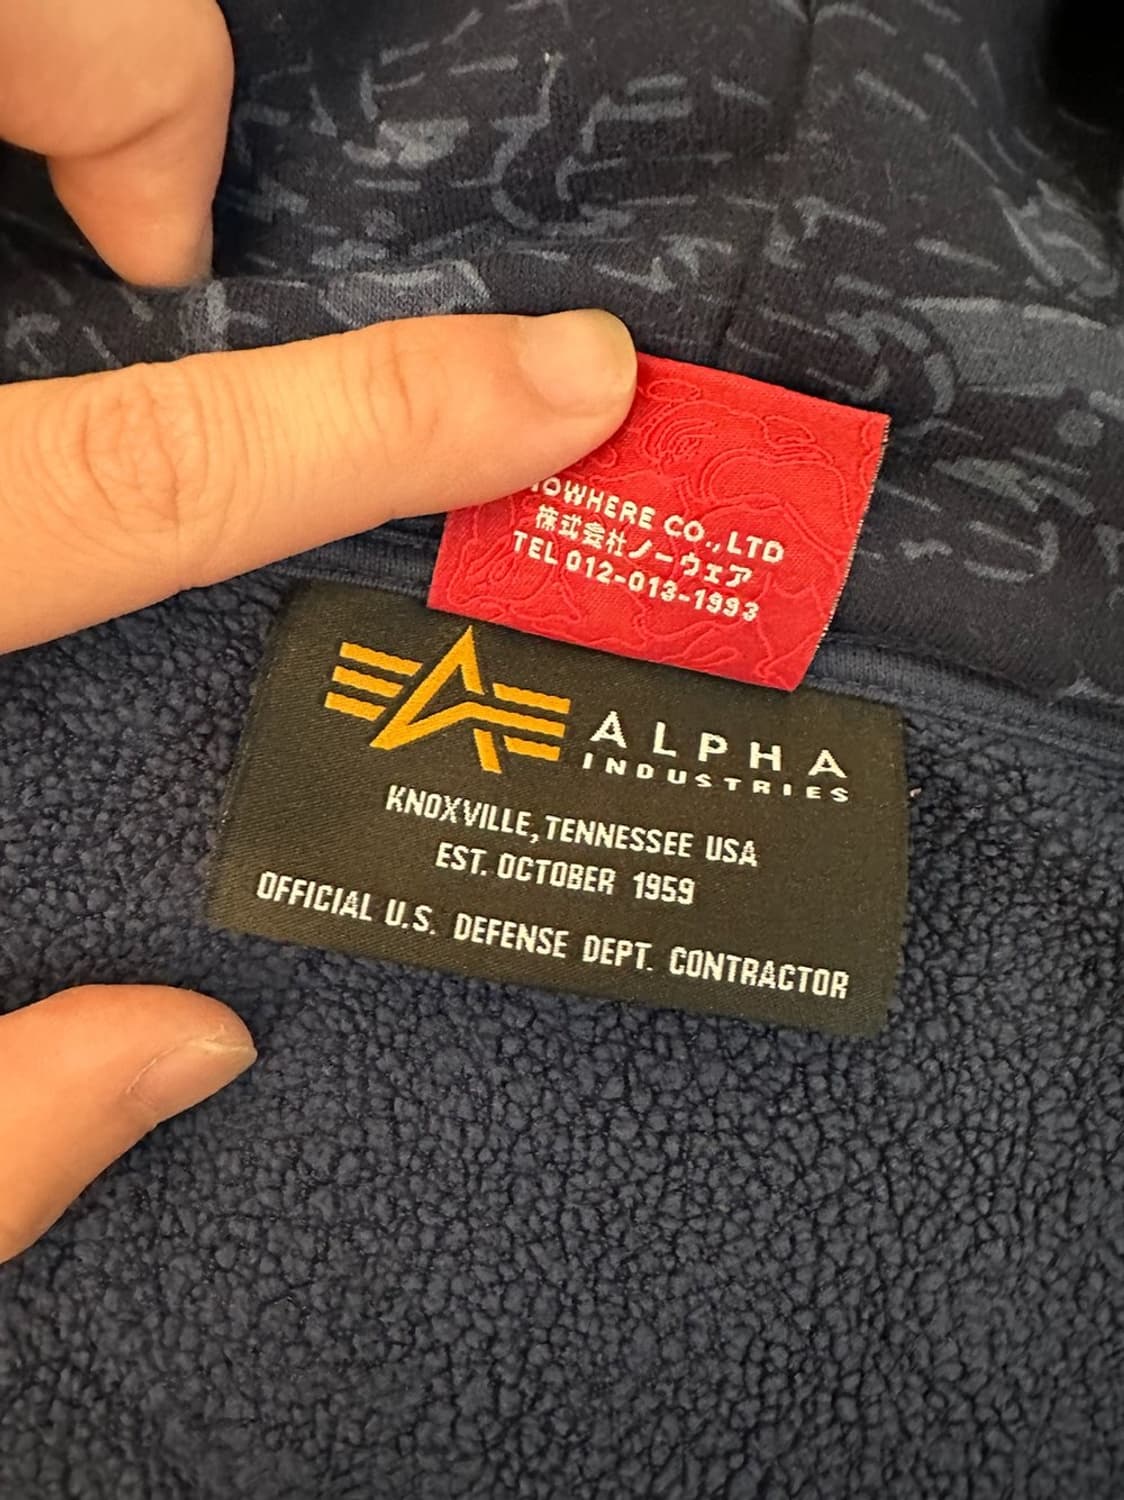 NOWHERE CO., LTD
株式会社ノーウェア
TEL 012-013-1993
ALPHA
INDUSTRIES
KNOXVILLE, TENNESSEE USA
EST. OCTOBER 1959
OFFICIAL U.S. DEFENSE DEPT. CONTRACTOR